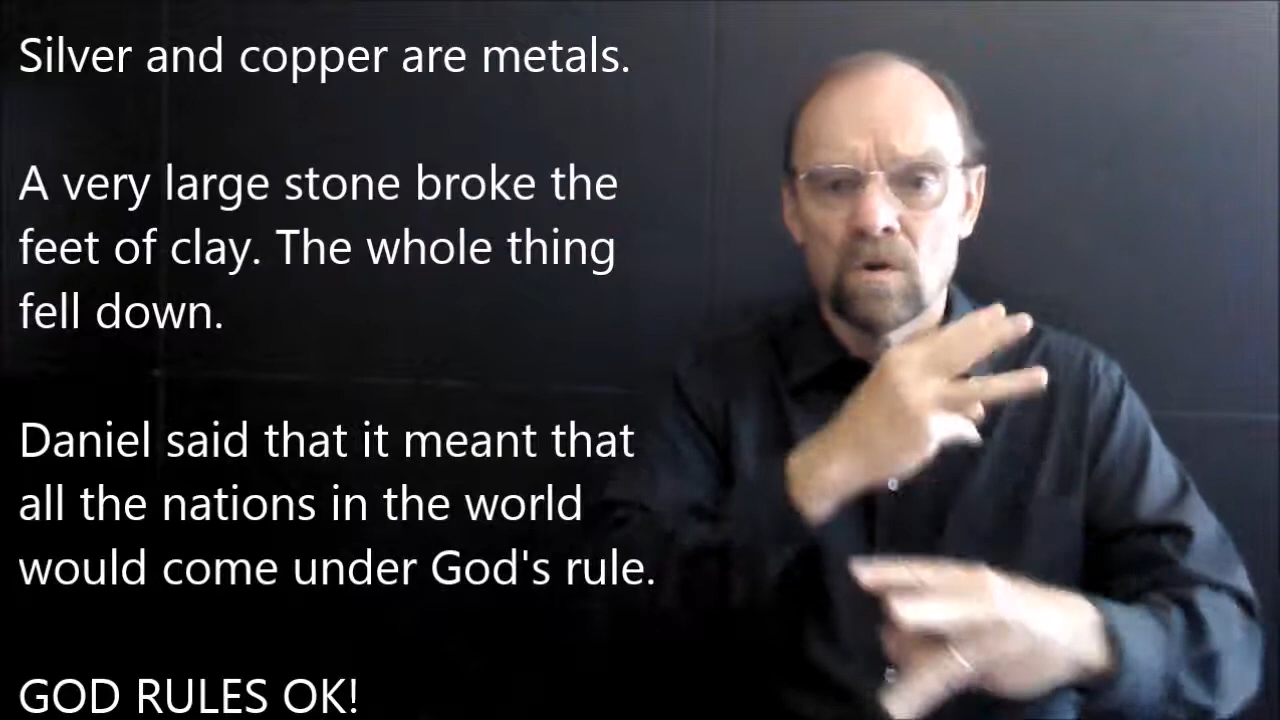 Silver and copper are metals.
A very large stone broke the
feet of clay. The whole thing
fell down.
Daniel said that it meant that
all the nations in the world
would come under God's rule.
GOD RULES OK!